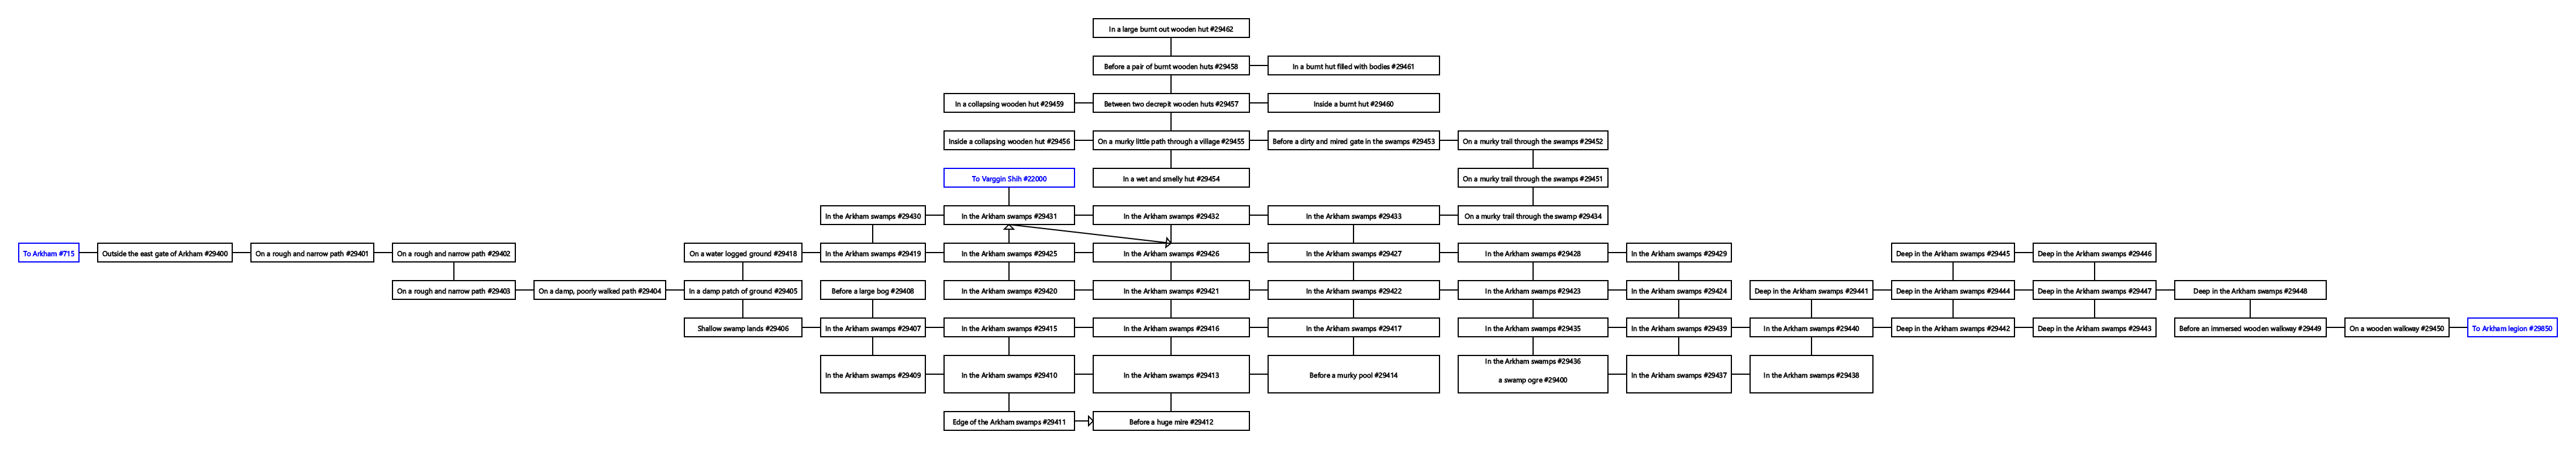 In a large burnt out wooden hut #29462
Before a pair of burnt wooden huts #29458
In a burnt hut filled with bodies #29461
In a collapsing wooden hut #29459
Between two decrepit wooden huts #29457
Inside a burnt hut #29460
Inside a collapsing wooden hut #29456
On a murky little path through a village #29455
Before a dirty and mired gate in the swamps #29453
On a murky trail through the swamps #29452
To Varggin Shih #22000
In a wet and smelly hut #29454
On a murky trail through the swamps #29451
In the Arkham swamps #29430
In the Arkham swamps #29431
In the Arkham swamps #29432
In the Arkham swamps #29433
On a murky trail through the swamp #29434
To Arkham #715
Outside the east gate of Arkham #29400
On a rough and narrow path #29401
On a rough and narrow path #29402
On a water logged ground #29418
In the Arkham swamps #29419
In the Arkham swamps #29425
In the Arkham swamps #29426
In the Arkham swamps #29427
In the Arkham swamps #29428
In the Arkham swamps #29429
Deep in the Arkham swamps #29445
Deep in the Arkham swamps #29446
On a rough and narrow path #29403
On a damp, poorly walked path #29404
In a damp patch of ground #29405
Before a large bog #29408
In the Arkham swamps #29420
In the Arkham swamps #29421
In the Arkham swamps #29422
In the Arkham swamps #29423
In the Arkham swamps #29424
Deep in the Arkham swamps #29441
Deep in the Arkham swamps #29444
Deep in the Arkham swamps #29447
Deep in the Arkham swamps #29448
Shallow swamp lands #29406
In the Arkham swamps #29407
In the Arkham swamps #29415
In the Arkham swamps #29416
In the Arkham swamps #29417
In the Arkham swamps #29435
In the Arkham swamps #29439
In the Arkham swamps #29440
Deep in the Arkham swamps #29442
Deep in the Arkham swamps #29443
Before an immersed wooden walkway #29449
On a wooden walkway #29450
To Arkham legion #29850
In the Arkham swamps #29409
In the Arkham swamps #29410
In the Arkham swamps #29413
Before a murky pool #29414
In the Arkham swamps #29436
a swamp ogre #29400
In the Arkham swamps #29437
In the Arkham swamps #29438
Edge of the Arkham swamps #29411
Before a huge mire #29412